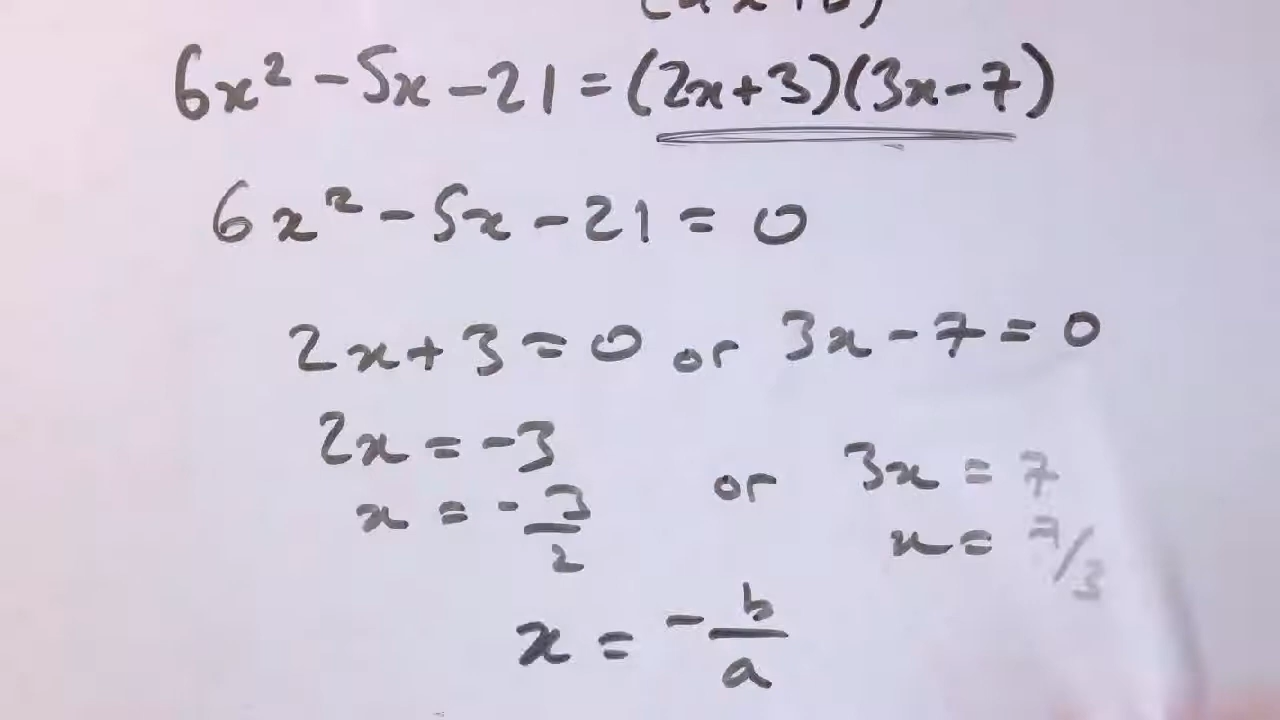 (ax+b)
6x² - 5x - 21 = (2x+3)(3x-7)
6x² - 5x - 21 = 0
2x+3 = 0 or 3x - 7 = 0
2x = -3
or 3x = 7
x = -3/2
x = 7/3
x = -b/a